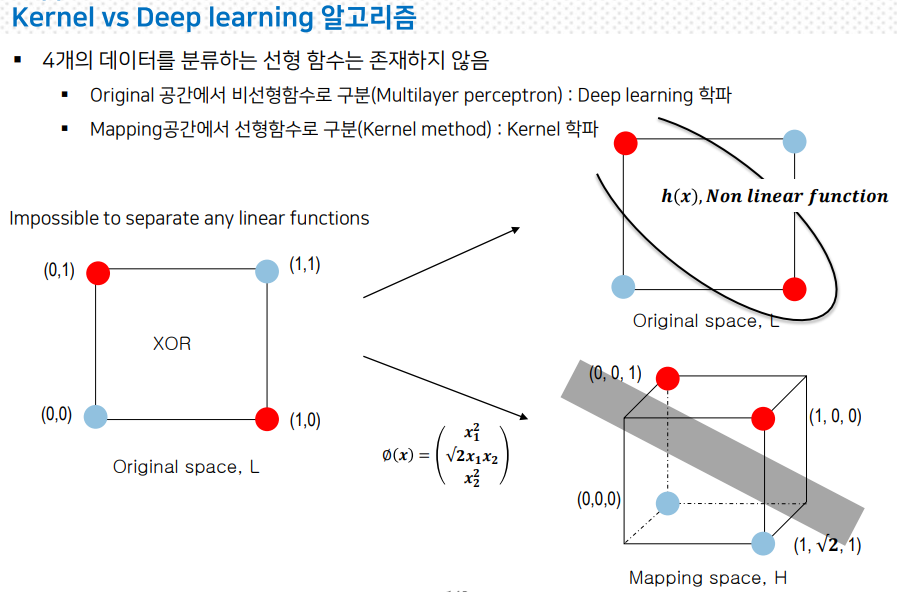 Kernel vs Deep learning 알고리즘
▪ 4개의 데이터를 분류하는 선형 함수는 존재하지 않음
▪ Original 공간에서 비선형함수로 구분(Multilayer perceptron) : Deep learning 학파
▪ Mapping공간에서 선형함수로 구분(Kernel method) : Kernel 학파
h(x), Non linear function
Original space, L
Impossible to separate any linear functions
(0,1)
(1,1)
XOR
(0,0)
(1,0)
Original space, L
∅(x) = (x₁² √2x₁x₂ x₂²)
(0, 0, 1)
(1, 0, 0)
(0,0,0)
(1, √2, 1)
Mapping space, H